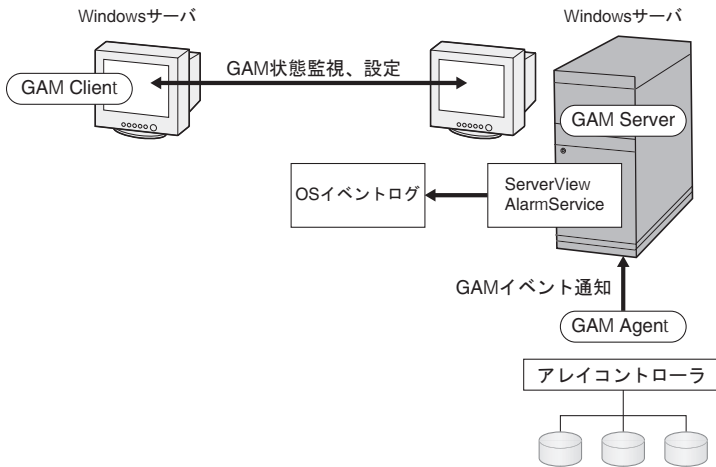 Windowsサーバ
Windowsサーバ
GAM状態監視、設定
GAM Client
GAM Server
OSイベントログ
ServerView
AlarmService
GAMイベント通知
GAM Agent
アレイコントローラ